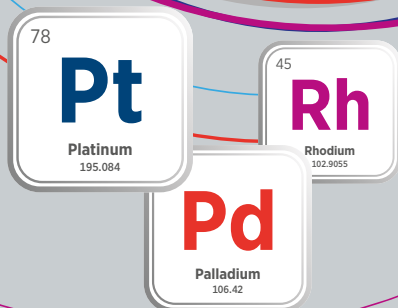 78
Pt
Platinum
195.084
45
Rh
Rhodium
102.9055
Pd
Palladium
106.42